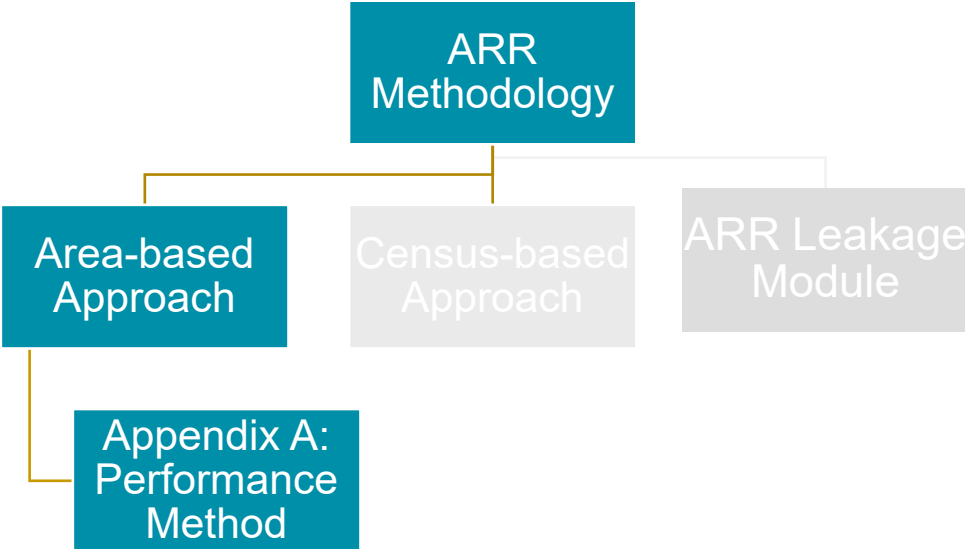 ARR
Methodology
Area-based
Approach
Census-based
Approach
ARR Leakage
Module
Appendix A:
Performance
Method